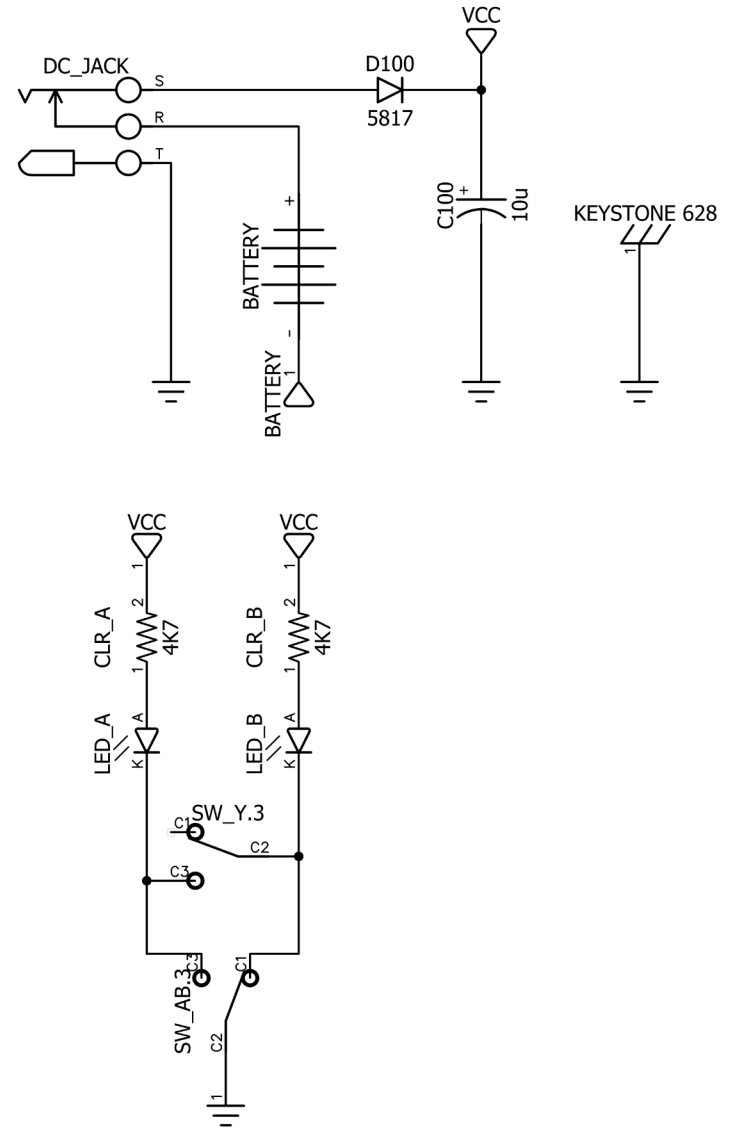 VCC
DC_JACK
S
D100
5817
R
T
C100
+
10u
KEYSTONE 628
1
+
BATTERY
-
1
BATTERY
VCC
VCC
1
1
2
2
CLR_A
4K7
CLR_B
4K7
1
1
A
A
LED_A
LED_B
K
K
SW_Y.3
C1
C2
C3
C3
C1
SW_AB.3
C2
1